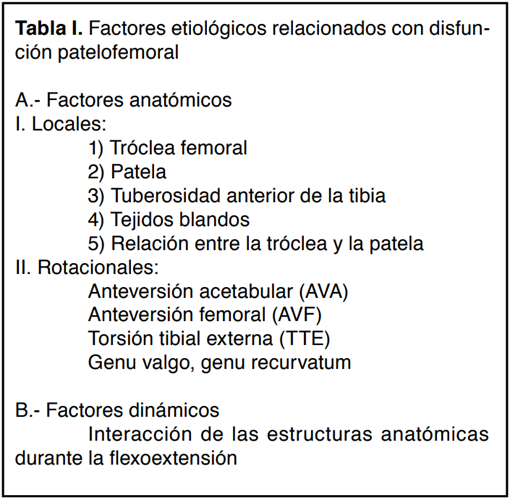 Tabla I. Factores etiológicos relacionados con disfun-
ción patelofemoral
A.- Factores anatómicos
I. Locales:
1) Tróclea femoral
2) Patela
3) Tuberosidad anterior de la tibia
4) Tejidos blandos
5) Relación entre la tróclea y la patela
II. Rotacionales:
Anteversión acetabular (AVA)
Anteversión femoral (AVF)
Torsión tibial externa (TTE)
Genu valgo, genu recurvatum
B.- Factores dinámicos
Interacción de las estructuras anatómicas
durante la flexoextensión